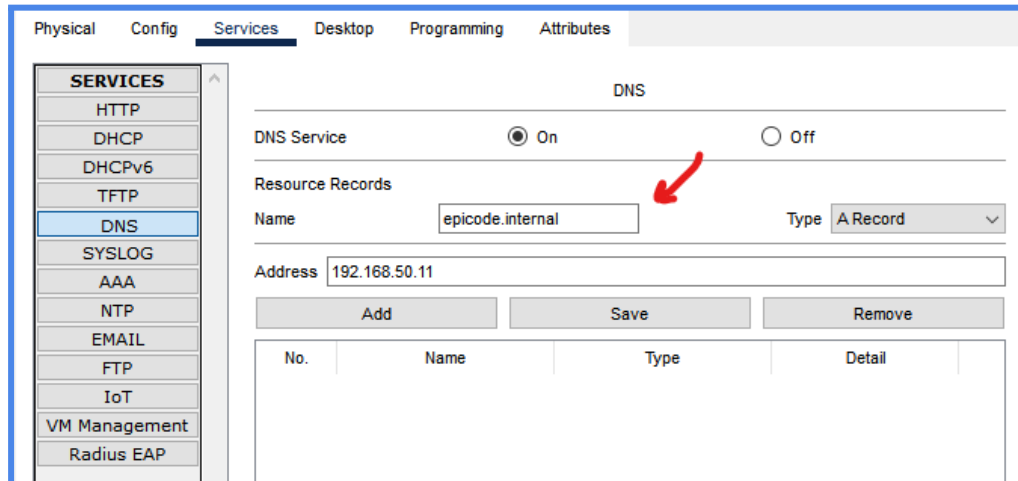 Physical Config Services Desktop Programming Attributes
SERVICES
HTTP
DHCP
DHCPv6
TFTP
DNS
SYSLOG
AAA
NTP
EMAIL
FTP
IoT
VM Management
Radius EAP
DNS
DNS Service On Off
Resource Records
Name epicode.internal Type A Record
Address 192.168.50.11
Add Save Remove
No. Name Type Detail